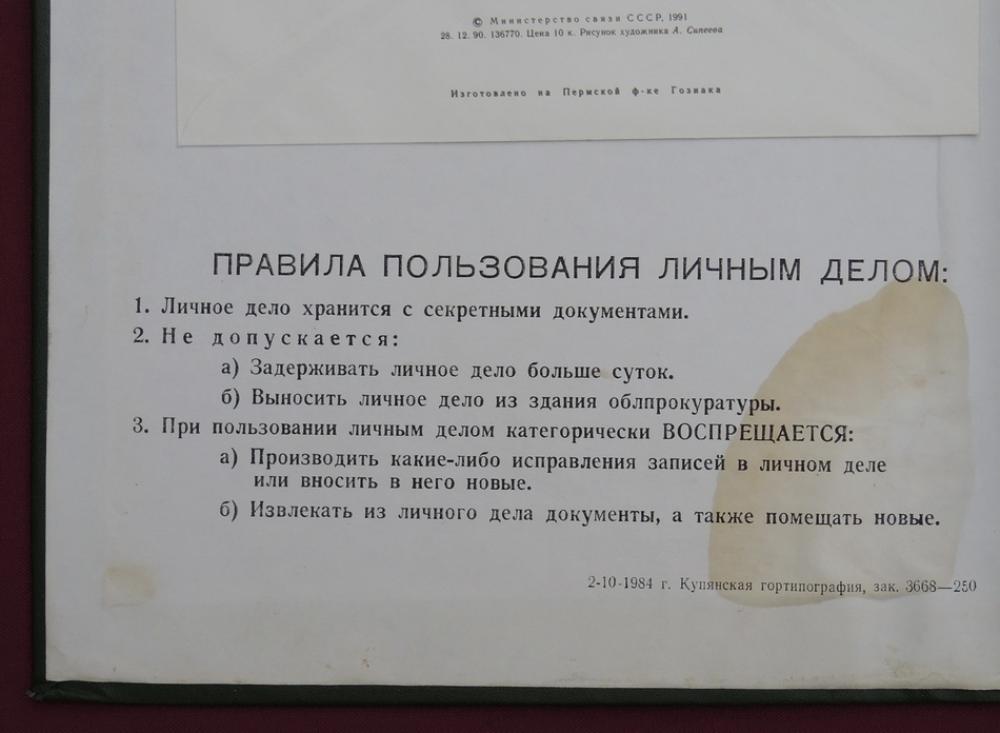 © Министерство связи СССР, 1991
28. 12. 90. 136770. Цена 10 к. Рисунок художника А.
Изготовлено на Пермской ф-ке Гознака
ПРАВИЛА ПОЛЬЗОВАНИЯ ЛИЧНЫМ ДЕЛОМ:
1. Личное дело хранится с секретными документами.
2. Не допускается:
а) Задерживать личное дело больше суток.
б) Выносить личное дело из здания облпрокуратуры.
3. При пользовании личным делом категорически ВОСПРЕЩАЕТСЯ:
а) Производить какие-либо исправления записей в личном деле
или вносить в него новые.
б) Извлекать из личного дела документы, а также помещать новые.
2-10-1984 г. Купянская гортипография, зак. 3668—250